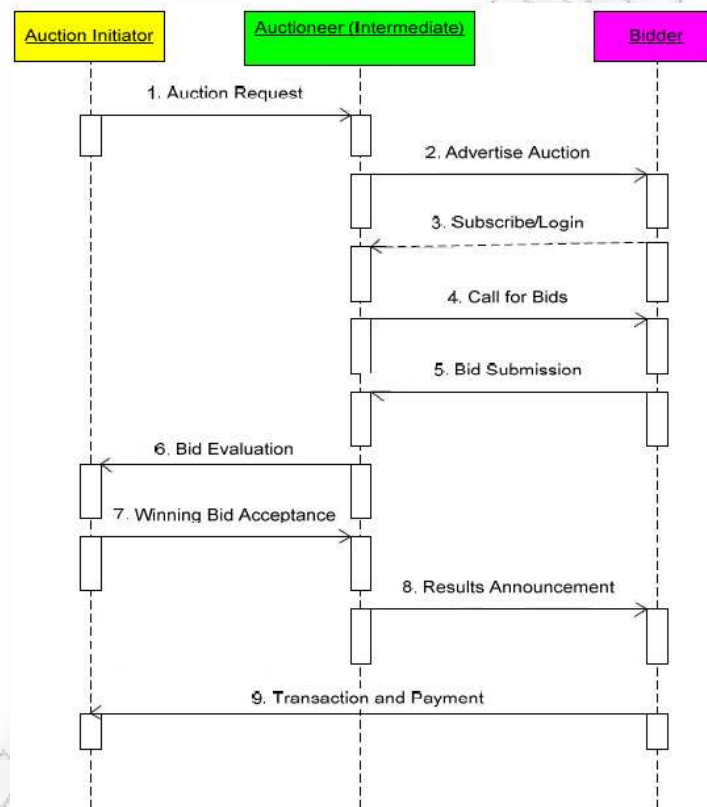 Auction Initiator
Auctioneer (Intermediate)
Bidder
1. Auction Request
2. Advertise Auction
3. Subscribe/Login
4. Call for Bids
5. Bid Submission
6. Bid Evaluation
7. Winning Bid Acceptance
8. Results Announcement
9. Transaction and Payment